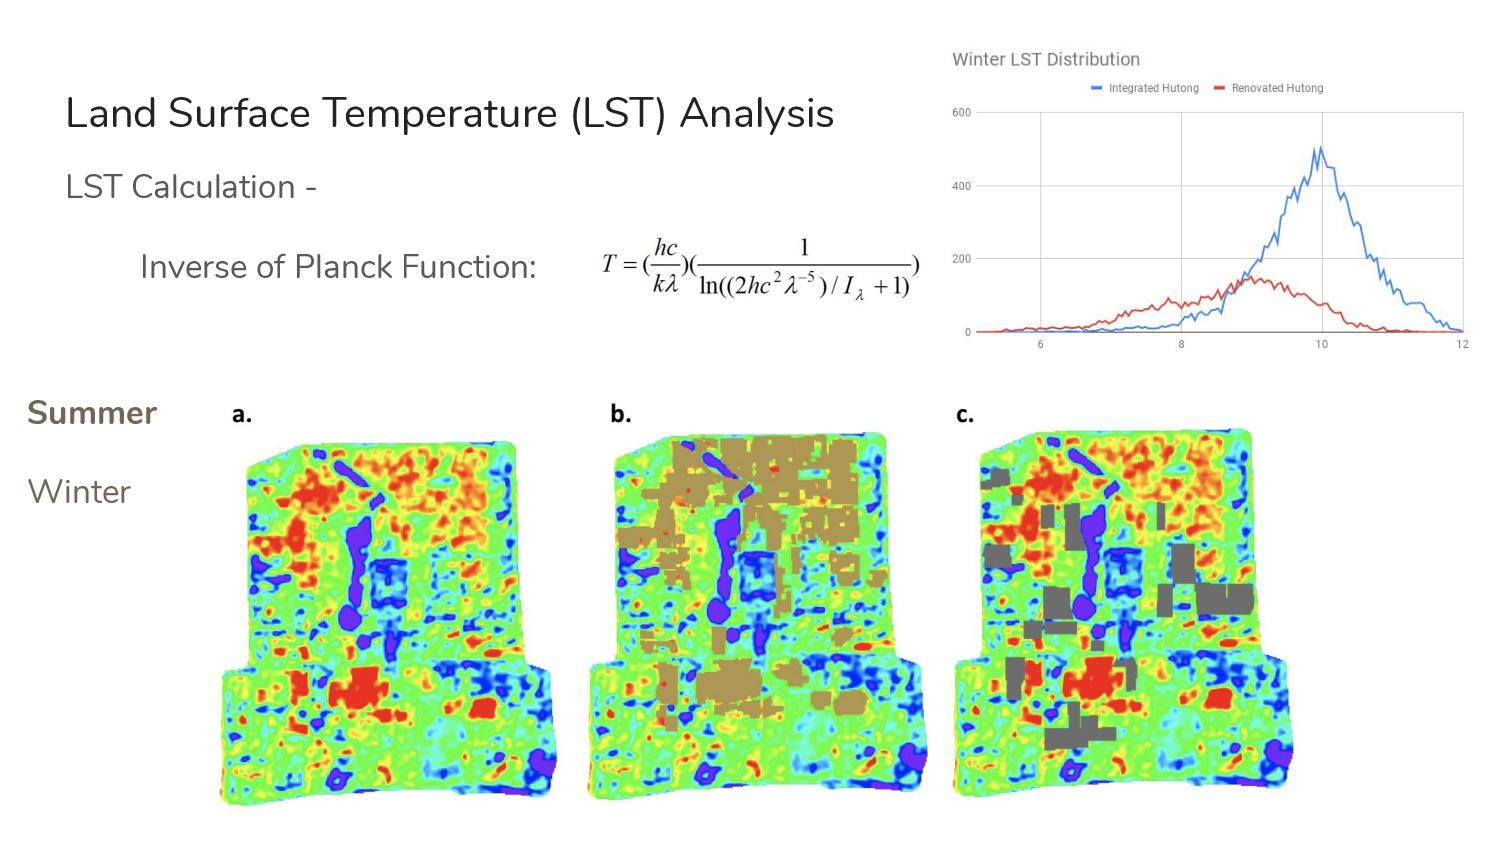 Winter LST Distribution
Integrated Hutong Renovated Hutong
600
400
200
0
6 8 10 12
Land Surface Temperature (LST) Analysis
LST Calculation -
Inverse of Planck Function:
T = (hc/kλ)(1/ln((2hc²λ⁻⁵)/I_λ+1))
Summer
Winter
a. b. c.